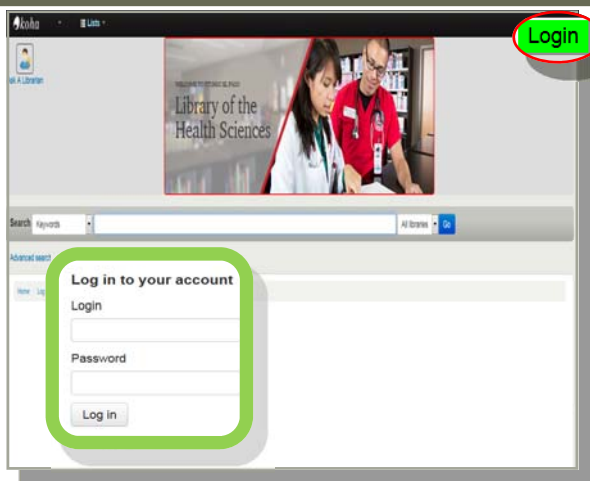 koha
Lists
Login
Library of the
Health Sciences
Search
Keywords
All libraries
Go
Advanced search
Home
Log in to your account
Login
Password
Log in